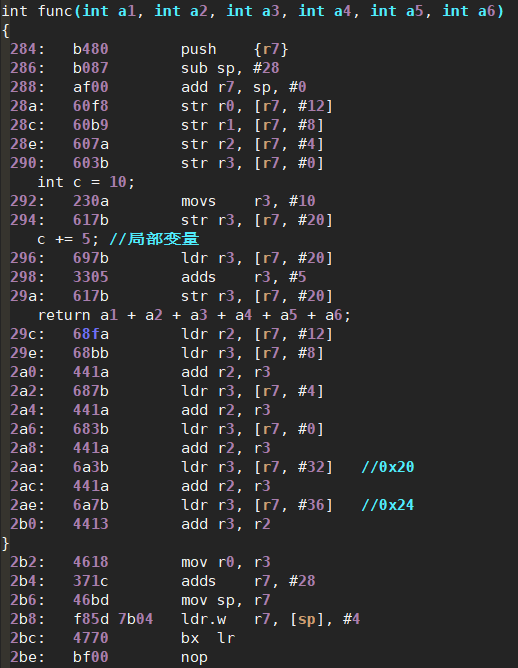 int func(int a1, int a2, int a3, int a4, int a5, int a6)
{
 284:   b480        push    {r7}
 286:   b087        sub sp, #28
 288:   af00        add r7, sp, #0
 28a:   60f8        str r0, [r7, #12]
 28c:   60b9        str r1, [r7, #8]
 28e:   607a        str r2, [r7, #4]
 290:   603b        str r3, [r7, #0]
    int c = 10;
 292:   230a        movs    r3, #10
 294:   617b        str r3, [r7, #20]
    c += 5; //局部变量
 296:   697b        ldr r3, [r7, #20]
 298:   3305        adds    r3, #5
 29a:   617b        str r3, [r7, #20]
    return a1 + a2 + a3 + a4 + a5 + a6;
 29c:   68fa        ldr r2, [r7, #12]
 29e:   68bb        ldr r3, [r7, #8]
 2a0:   441a        add r2, r3
 2a2:   687b        ldr r3, [r7, #4]
 2a4:   441a        add r2, r3
 2a6:   683b        ldr r3, [r7, #0]
 2a8:   441a        add r2, r3
 2aa:   6a3b        ldr r3, [r7, #32]   //0x20
 2ac:   441a        add r2, r3
 2ae:   6a7b        ldr r3, [r7, #36]   //0x24
 2b0:   4413        add r3, r2
}
 2b2:   4618        mov r0, r3
 2b4:   371c        adds    r7, #28
 2b6:   46bd        mov sp, r7
 2b8:   f85d 7b04   ldr.w   r7, [sp], #4
 2bc:   4770        bx  lr
 2be:   bf00        nop